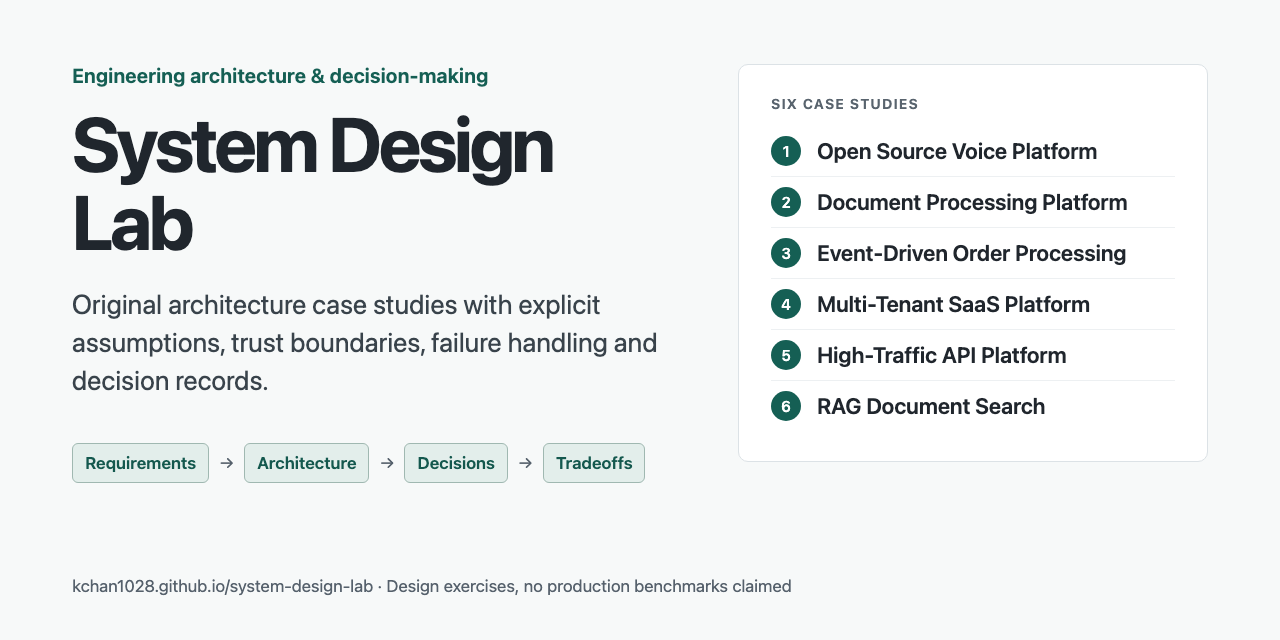 Engineering architecture & decision-making
System Design
Lab
Original architecture case studies with explicit
assumptions, trust boundaries, failure handling and
decision records.
Requirements → Architecture → Decisions → Tradeoffs
SIX CASE STUDIES
1 Open Source Voice Platform
2 Document Processing Platform
3 Event-Driven Order Processing
4 Multi-Tenant SaaS Platform
5 High-Traffic API Platform
6 RAG Document Search
kchan1028.github.io/system-design-lab · Design exercises, no production benchmarks claimed